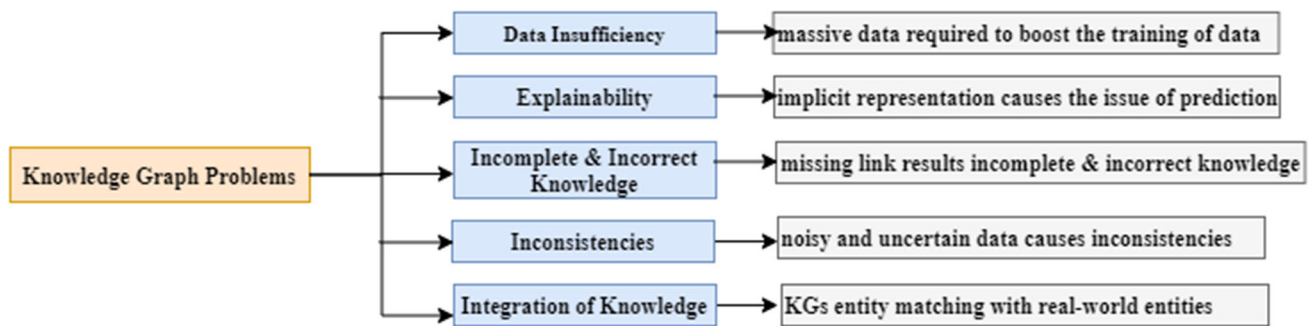 Knowledge Graph Problems
Data Insufficiency
massive data required to boost the training of data
Explainability
implicit representation causes the issue of prediction
Incomplete & Incorrect
Knowledge
missing link results incomplete & incorrect knowledge
Inconsistencies
noisy and uncertain data causes inconsistencies
Integration of Knowledge
KGs entity matching with real-world entities